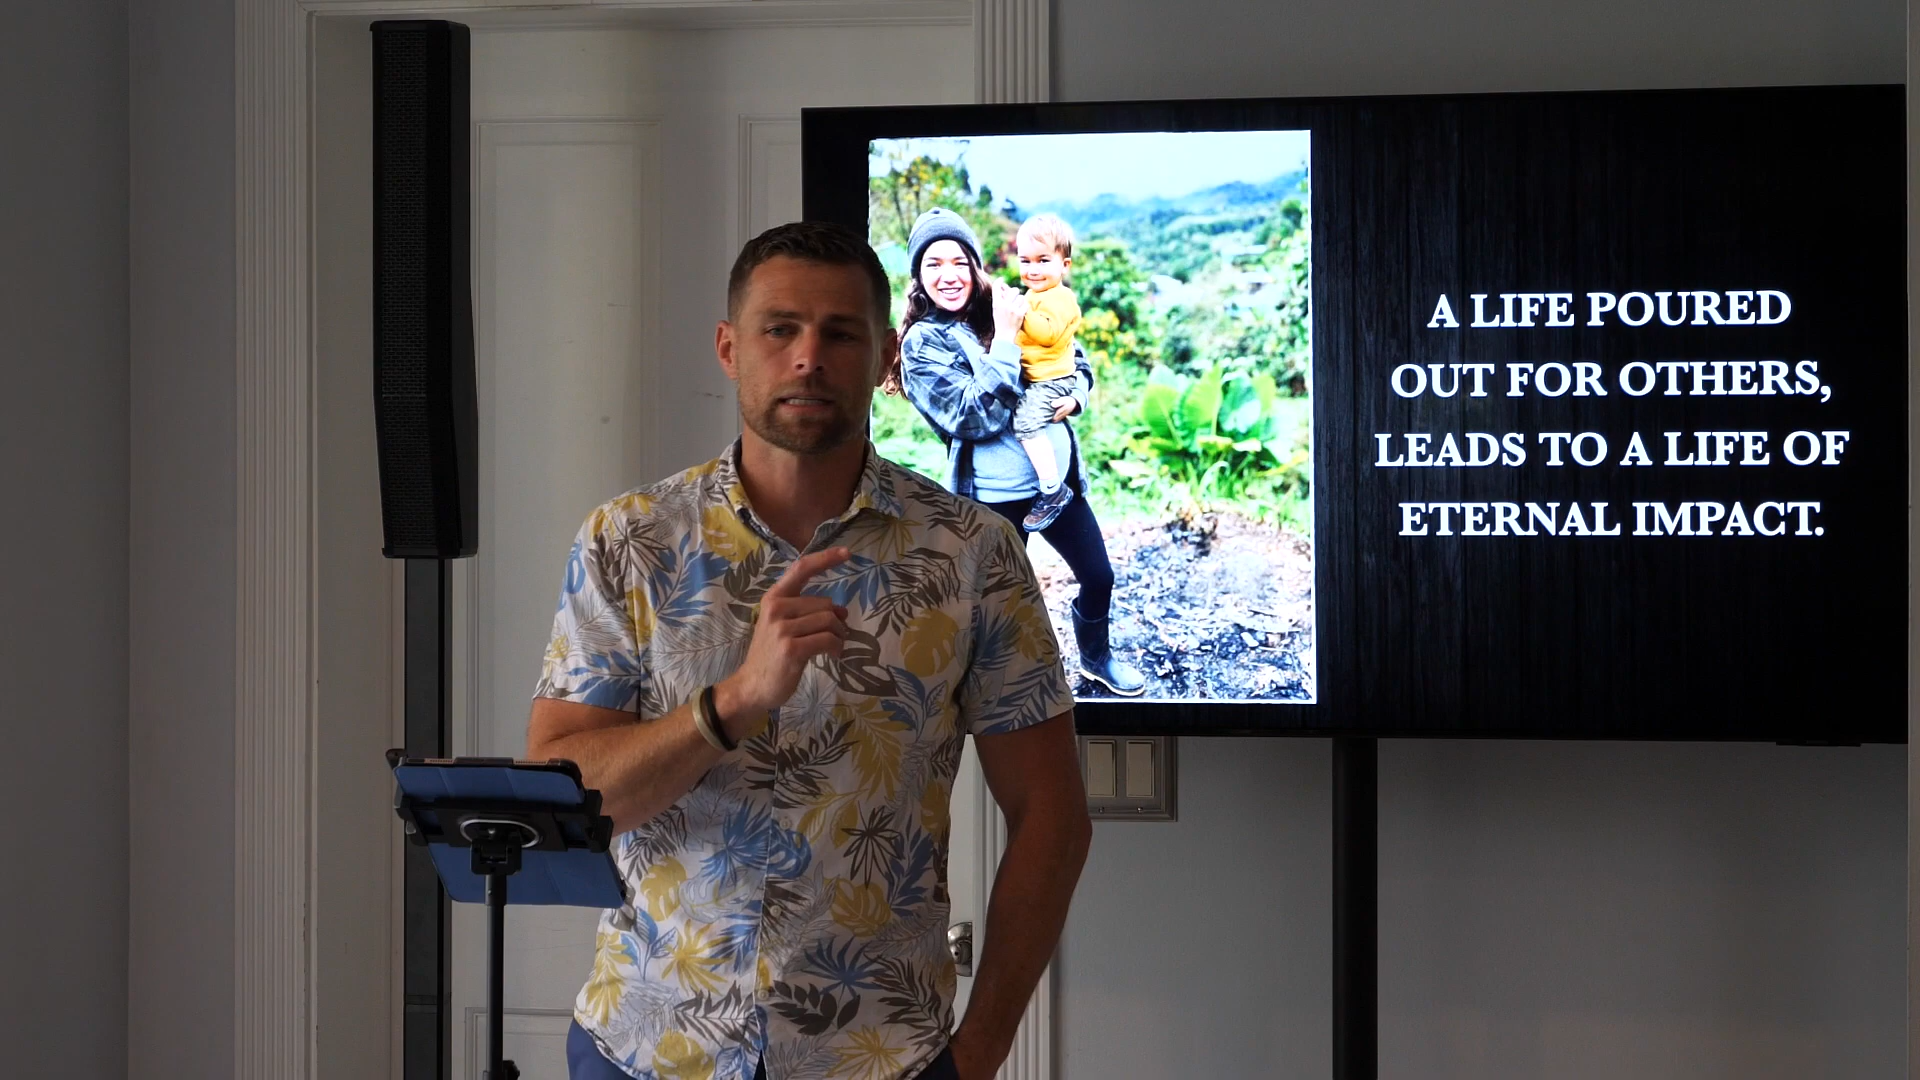 A LIFE POURED
OUT FOR OTHERS,
LEADS TO A LIFE OF
ETERNAL IMPACT.